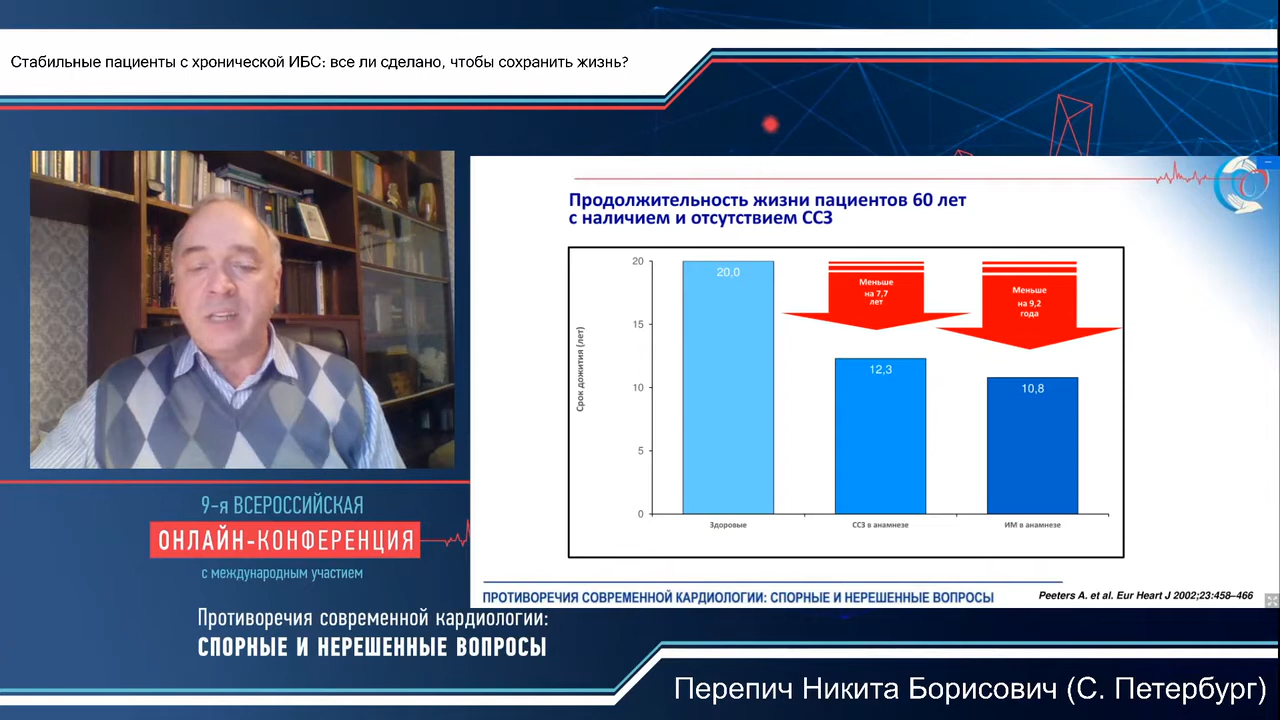 Стабильные пациенты с хронической ИБС: все ли сделано, чтобы сохранить жизнь?
Продолжительность жизни пациентов 60 лет
с наличием и отсутствием ССЗ
Срок дожития (лет)
20
15
10
5
0
20,0
12,3
10,8
Меньше
на 7,7
лет
Меньше
на 9,2
года
Здоровые
ССЗ в анамнезе
ИМ в анамнезе
ПРОТИВОРЕЧИЯ СОВРЕМЕННОЙ КАРДИОЛОГИИ: СПОРНЫЕ И НЕРЕШЕННЫЕ ВОПРОСЫ
Peeters A. et al. Eur Heart J 2002;23:458–466
9-я ВСЕРОССИЙСКАЯ
ОНЛАЙН-КОНФЕРЕНЦИЯ
с международным участием
Противоречия современной кардиологии:
СПОРНЫЕ И НЕРЕШЕННЫЕ ВОПРОСЫ
Перепич Никита Борисович (С. Петербург)